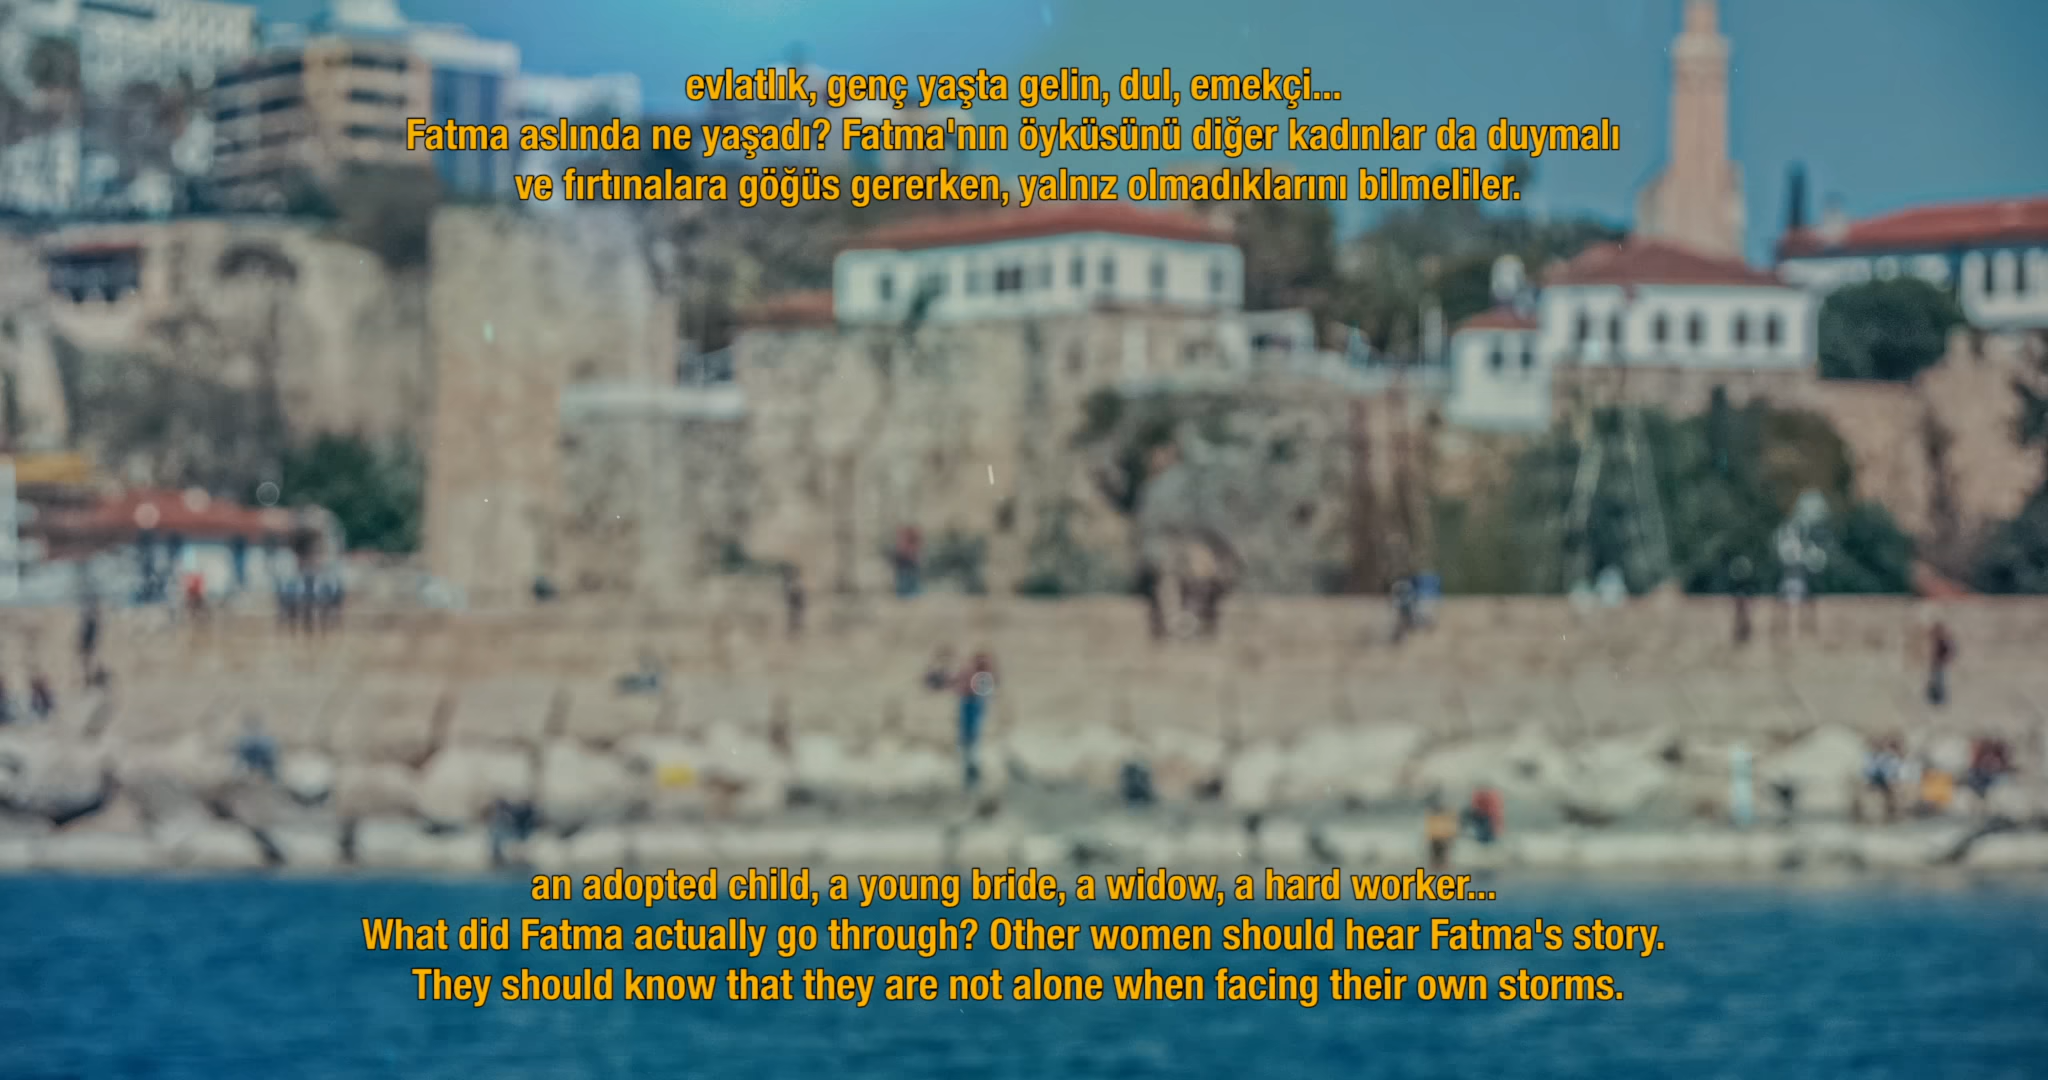 evlatlık, genç yaşta gelin, dul, emekçi...
Fatma aslında ne yaşadı? Fatma'nın öyküsünü diğer kadınlar da duymalı
ve fırtınalara göğüs gererken, yalnız olmadıklarını bilmeliler.
an adopted child, a young bride, a widow, a hard worker...
What did Fatma actually go through? Other women should hear Fatma's story.
They should know that they are not alone when facing their own storms.